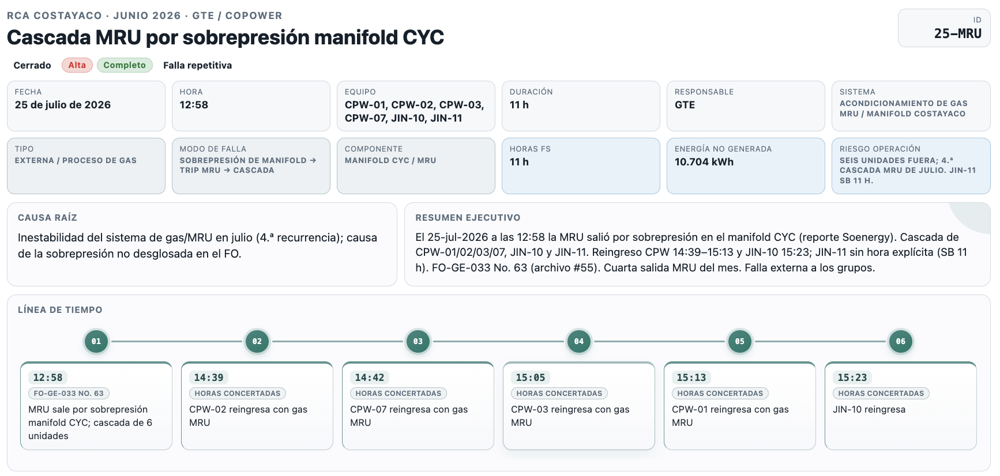 RCA COSTAYACO · JUNIO 2026 · GTE / COPOWER
Cascada MRU por sobrepresión manifold CYC
ID
25-MRU
Cerrado Alta Completo Falla repetitiva
FECHA
25 de julio de 2026
HORA
12:58
EQUIPO
CPW-01, CPW-02, CPW-03,
CPW-07, JIN-10, JIN-11
DURACIÓN
11 h
RESPONSABLE
GTE
SISTEMA
ACONDICIONAMIENTO DE GAS
MRU / MANIFOLD COSTAYACO
TIPO
EXTERNA / PROCESO DE GAS
MODO DE FALLA
SOBREPRESIÓN DE MANIFOLD →
TRIP MRU → CASCADA
COMPONENTE
MANIFOLD CYC / MRU
HORAS FS
11 h
ENERGÍA NO GENERADA
10.704 kWh
RIESGO OPERACIÓN
SEIS UNIDADES FUERA; 4.ª
CASCADA MRU DE JULIO. JIN-11
SB 11 H.
CAUSA RAÍZ
Inestabilidad del sistema de gas/MRU en julio (4.ª recurrencia); causa
de la sobrepresión no desglosada en el FO.
RESUMEN EJECUTIVO
El 25-jul-2026 a las 12:58 la MRU salió por sobrepresión en el manifold CYC (reporte Soenergy). Cascada de
CPW-01/02/03/07, JIN-10 y JIN-11. Reingreso CPW 14:39–15:13 y JIN-10 15:23; JIN-11 sin hora explícita (SB 11
h). FO-GE-033 No. 63 (archivo #55). Cuarta salida MRU del mes. Falla externa a los grupos.
LÍNEA DE TIEMPO
01
12:58
FO-GE-033 NO. 63
MRU sale por sobrepresión
manifold CYC; cascada de 6
unidades
02
14:39
HORAS CONCERTADAS
CPW-02 reingresa con gas
MRU
03
14:42
HORAS CONCERTADAS
CPW-07 reingresa con gas
MRU
04
15:05
HORAS CONCERTADAS
CPW-03 reingresa con gas
MRU
05
15:13
HORAS CONCERTADAS
CPW-01 reingresa con gas
MRU
06
15:23
HORAS CONCERTADAS
JIN-10 reingresa